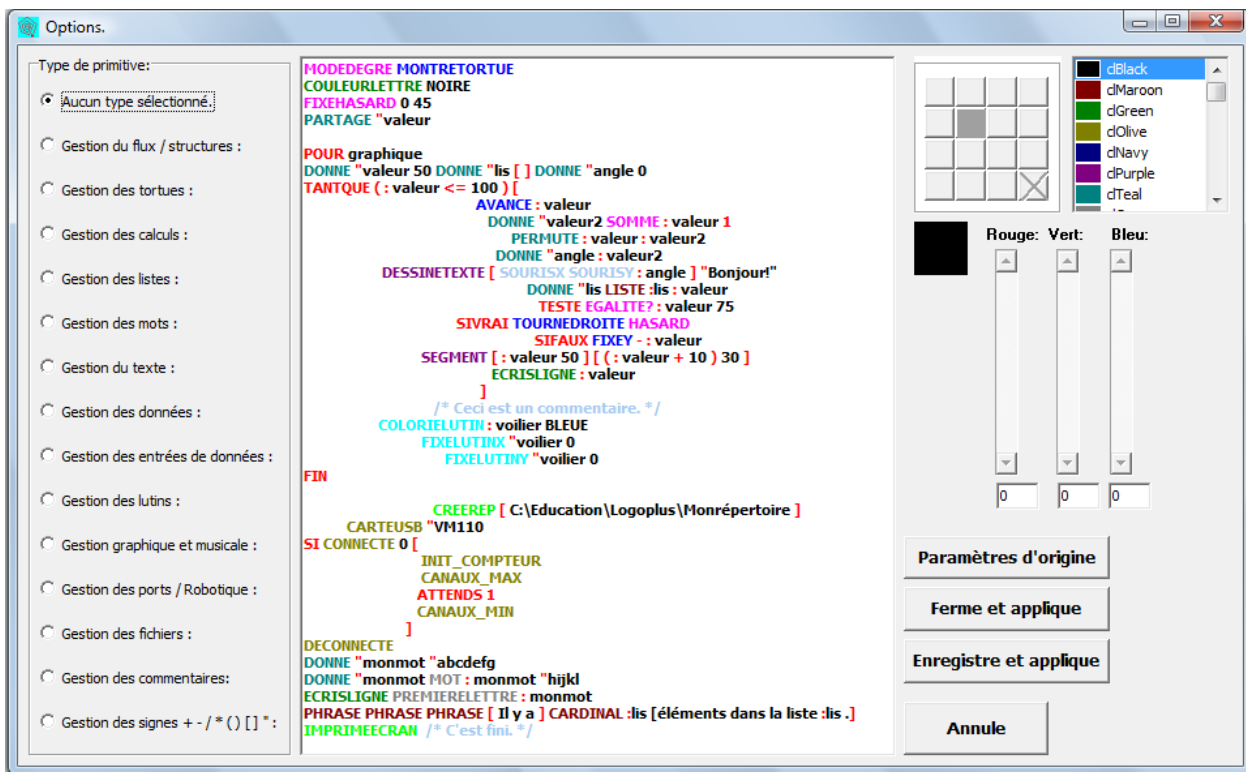 Options.
Type de primitive:
Aucun type sélectionné.
Gestion du flux / structures :
Gestion des tortues :
Gestion des calculs :
Gestion des listes :
Gestion des mots :
Gestion du texte :
Gestion des données :
Gestion des entrées de données :
Gestion des lutins :
Gestion graphique et musicale :
Gestion des ports / Robotique :
Gestion des fichiers :
Gestion des commentaires:
Gestion des signes + - / * ( ) [ ] " :
MODEDEGRE MONTRETORTUE
COULEURLETTRE NOIRE
FIXEHASARD 0 45
PARTAGE "valeur
POUR graphique
DONNE "valeur 50 DONNE "lis [ ] DONNE "angle 0
TANTQUE ( : valeur <= 100 ) [
AVANCE : valeur
DONNE "valeur2 SOMME : valeur 1
PERMUTE : valeur : valeur2
DONNE "angle : valeur2
DESSINETEXTE [ SOURISX SOURISY : angle ] "Bonjour!"
DONNE "lis LISTE :lis : valeur
TESTE EGALITE? : valeur 75
SIVRAI TOURNEDROITE HASARD
SIFAUX FIXEY - : valeur
SEGMENT [ : valeur 50 ] [ ( : valeur + 10 ) 30 ]
ECRISLIGNE : valeur
]
/* Ceci est un commentaire. */
COLORIELUTIN : voilier BLEUE
FIXELUTINX "voilier 0
FIXELUTINY "voilier 0
FIN
CREEREP [ C:\Education\Logoplus\Monrépertoire ]
CARTEUSB "VM110
SI CONNECTE 0 [
INIT_COMPTEUR
CANAUX_MAX
ATTENDS 1
CANAUX_MIN
]
DECONNECTE
DONNE "monmot "abcdefg
DONNE "monmot MOT : monmot "hijkl
ECRISLIGNE PREMIERELETTRE : monmot
PHRASE PHRASE PHRASE [ Il y a ] CARDINAL :lis [éléments dans la liste :lis .]
IMPRIMEECRAN /* C'est fini. */
clBlack
clMaroon
clGreen
clOlive
clNavy
clPurple
clTeal
Rouge: Vert: Bleu:
0 0 0
Paramètres d'origine
Ferme et applique
Enregistre et applique
Annule